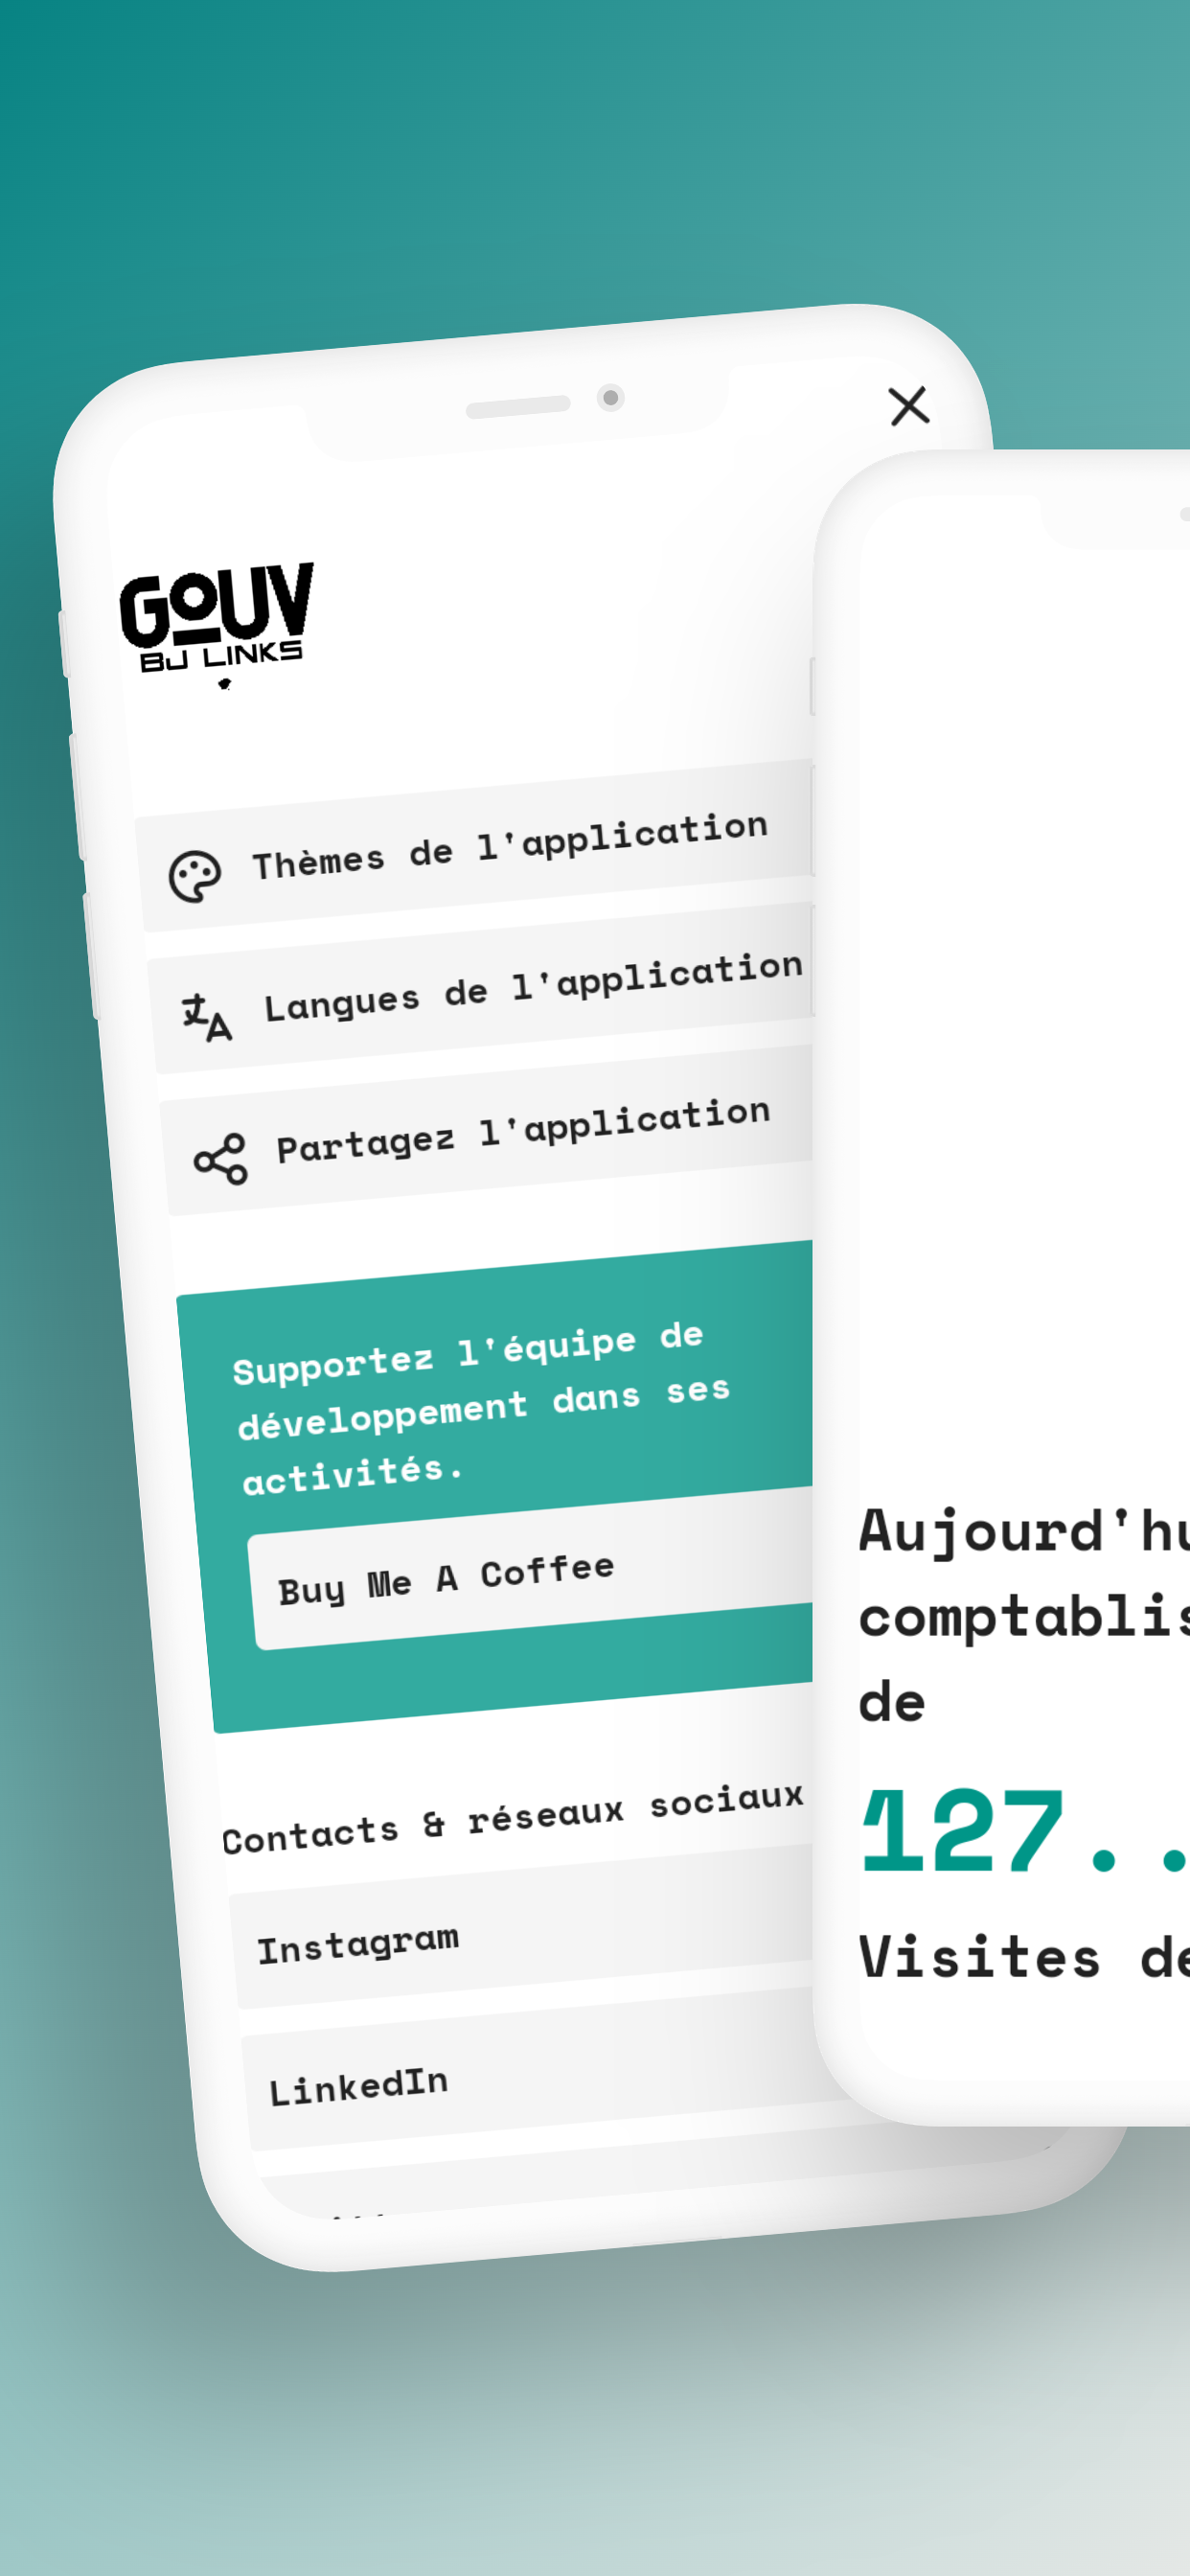 GOUV
BJ LINKS
Thèmes de l'application
Langues de l'application
Partagez l'application
Supportez l'équipe de
développement dans ses
activités.
Buy Me A Coffee
Contacts & réseaux sociaux
Instagram
LinkedIn
Aujourd'hu
comptablis
de
127..
Visites de